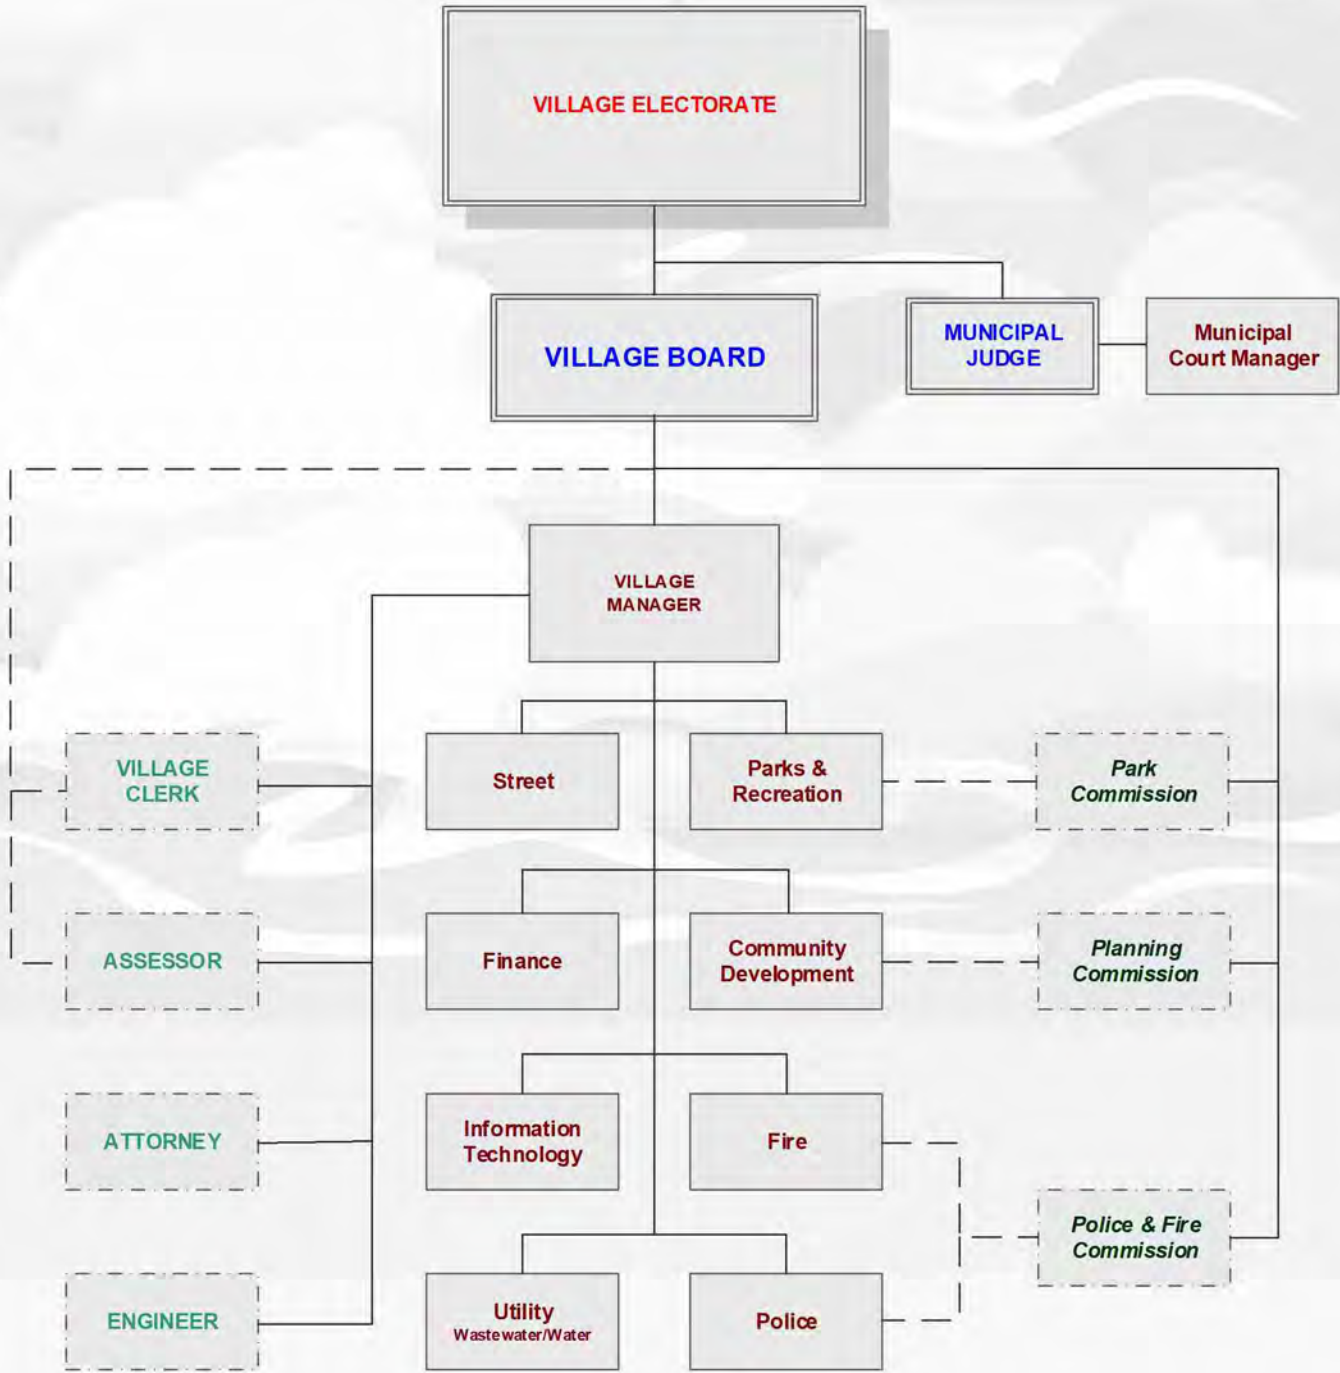 VILLAGE ELECTORATE
VILLAGE BOARD
MUNICIPAL
JUDGE
Municipal
Court Manager
VILLAGE
MANAGER
VILLAGE
CLERK
Street
Parks &
Recreation
Park
Commission
ASSESSOR
Finance
Community
Development
Planning
Commission
ATTORNEY
Information
Technology
Fire
Police & Fire
Commission
ENGINEER
Utility
Wastewater/Water
Police